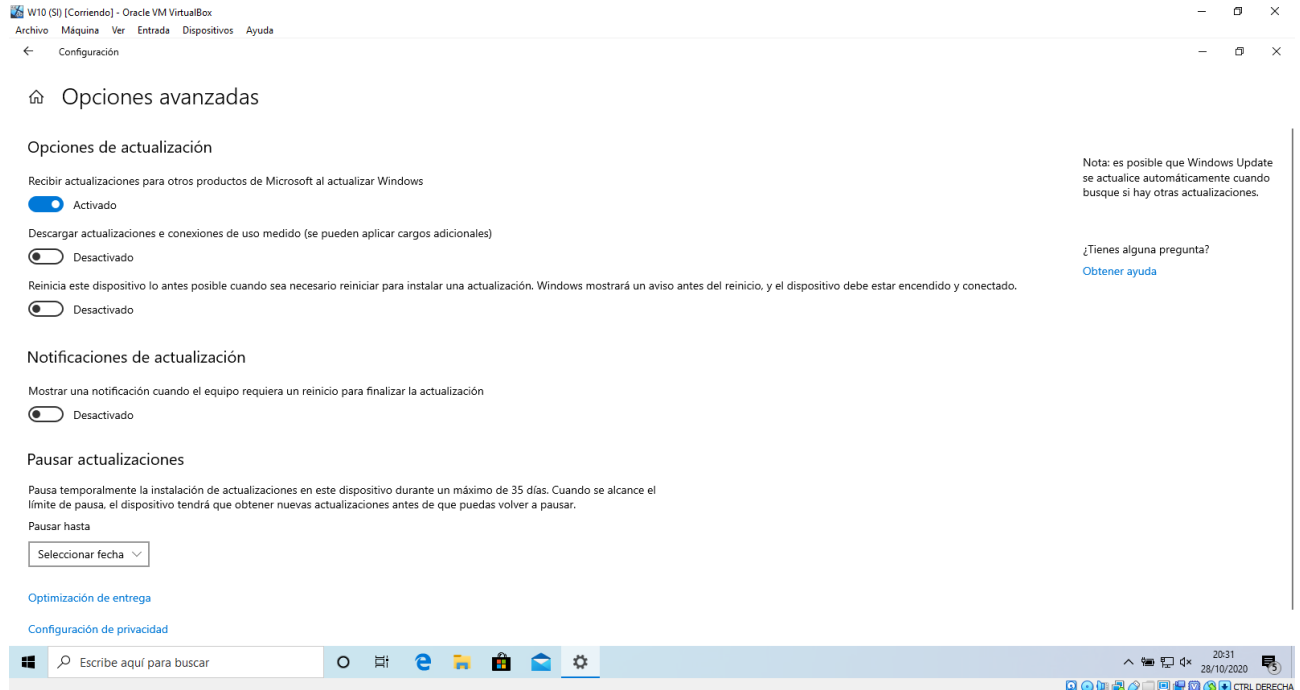 W10 (SI) [Corriendo] - Oracle VM VirtualBox
Archivo Máquina Ver Entrada Dispositivos Ayuda
Configuración
Opciones avanzadas
Opciones de actualización
Recibir actualizaciones para otros productos de Microsoft al actualizar Windows
Activado
Descargar actualizaciones e conexiones de uso medido (se pueden aplicar cargos adicionales)
Desactivado
Reinicia este dispositivo lo antes posible cuando sea necesario reiniciar para instalar una actualización. Windows mostrará un aviso antes del reinicio, y el dispositivo debe estar encendido y conectado.
Desactivado
Notificaciones de actualización
Mostrar una notificación cuando el equipo requiera un reinicio para finalizar la actualización
Desactivado
Pausar actualizaciones
Pausa temporalmente la instalación de actualizaciones en este dispositivo durante un máximo de 35 días. Cuando se alcance el
límite de pausa, el dispositivo tendrá que obtener nuevas actualizaciones antes de que puedas volver a pausar.
Pausar hasta
Seleccionar fecha
Optimización de entrega
Configuración de privacidad
Nota: es posible que Windows Update
se actualice automáticamente cuando
busque si hay otras actualizaciones.
¿Tienes alguna pregunta?
Obtener ayuda
Escribe aquí para buscar
20:31
28/10/2020
5
CTRL DERECHA